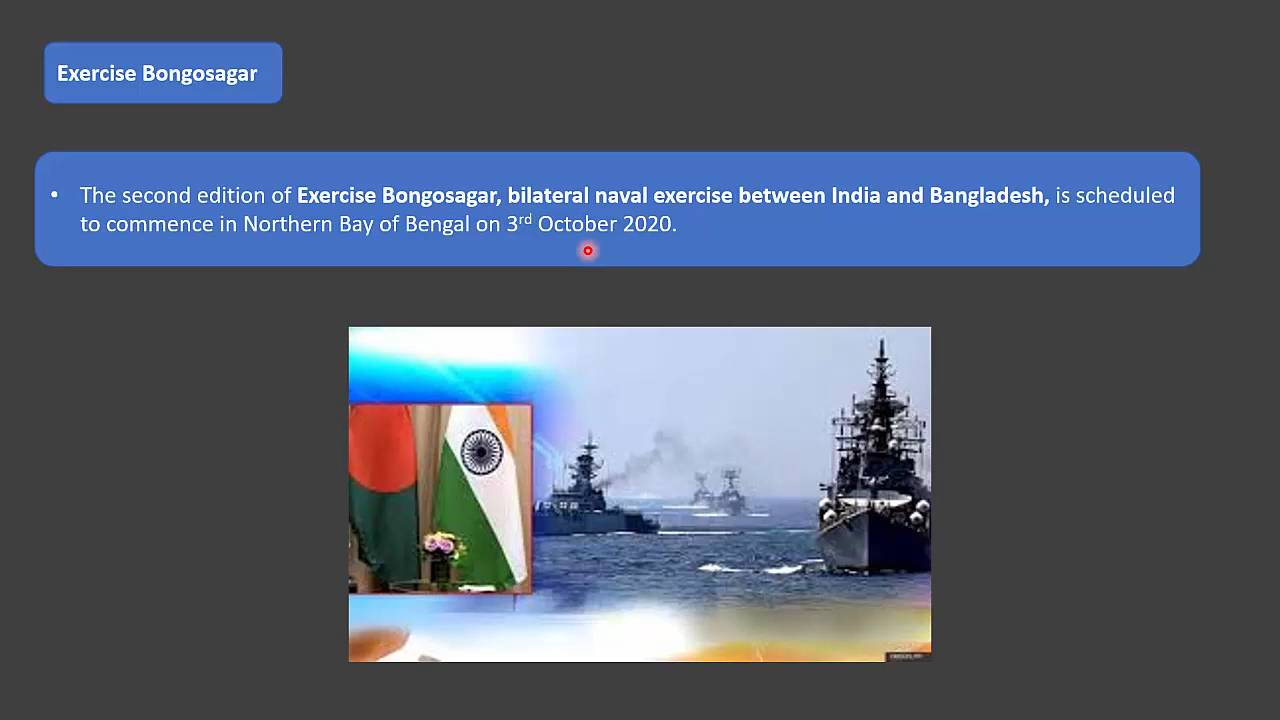 Exercise Bongosagar
• The second edition of Exercise Bongosagar, bilateral naval exercise between India and Bangladesh, is scheduled
to commence in Northern Bay of Bengal on 3rd October 2020.